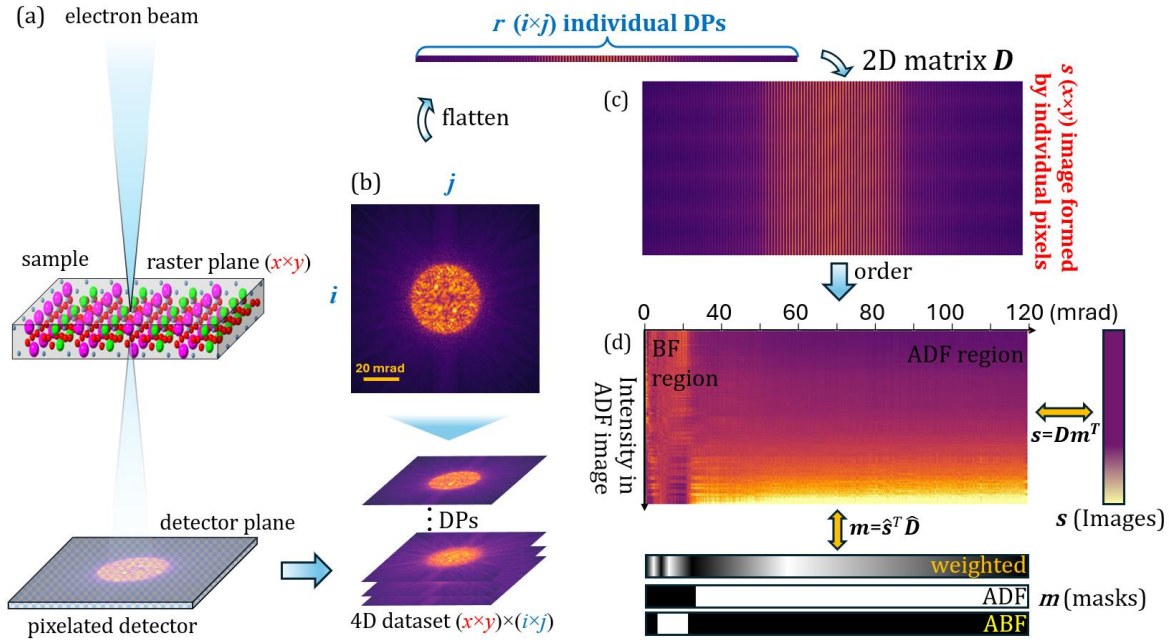 (a)
electron beam
sample
raster plane (x×y)
detector plane
pixelated detector
r (i×j) individual DPs
flatten
(b)
j
i
20 mrad
DPs
4D dataset (x×y)×(i×j)
2D matrix D
(c)
s (x×y) image formed
by individual pixels
order
0 20 40 60 80 100 120 (mrad)
(d)
BF
region
ADF region
Intensity in
ADF image
s=Dmᵀ
s (Images)
m=ŝᵀ D̂
weighted
ADF
m (masks)
ABF